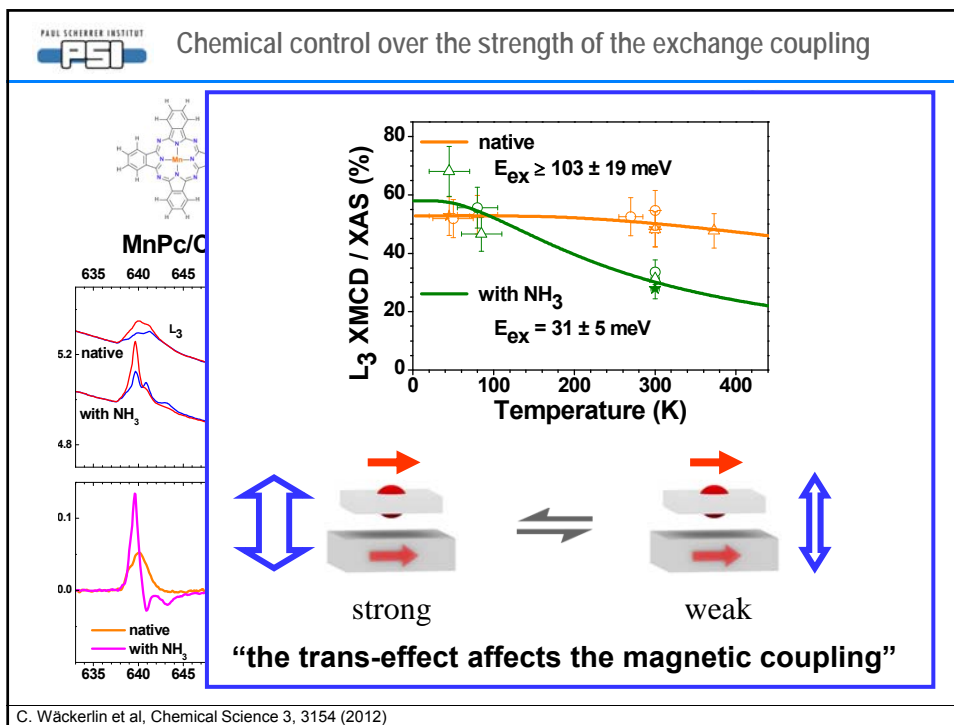 PAUL SCHERRER INSTITUT
PSI
Chemical control over the strength of the exchange coupling
H H
H H
H H
N N N
N Mn N
N N N
H H
H H
H H
MnPc/C
635 640 645
L3
native
5.2
with NH3
4.8
0.1
0.0
native
with NH3
635 640 645
80
60
40
20
0
L3 XMCD / XAS (%)
native
Eex ≥ 103 ± 19 meV
with NH3
Eex = 31 ± 5 meV
0 100 200 300 400
Temperature (K)
strong weak
“the trans-effect affects the magnetic coupling”
C. Wäckerlin et al, Chemical Science 3, 3154 (2012)